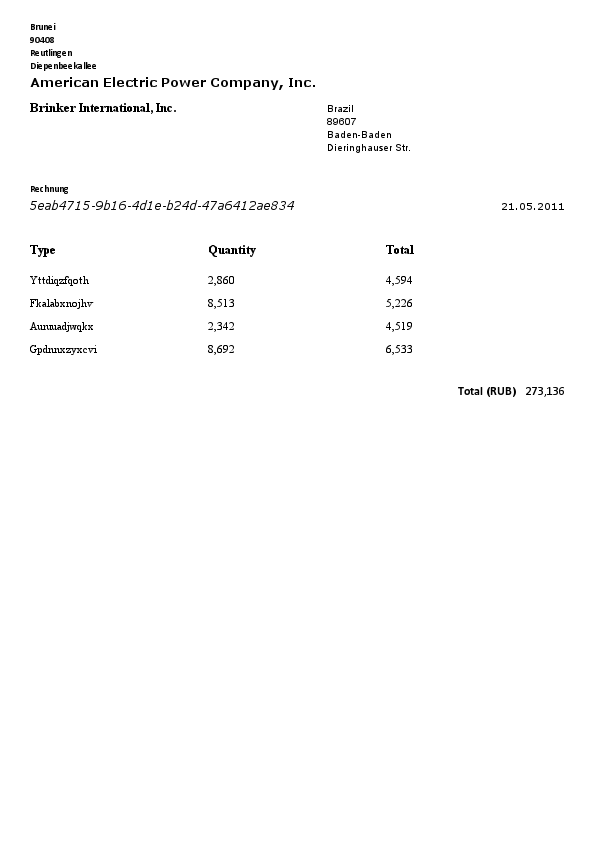 Brunei
90408
Reutlingen
Diepenbeekallee
American Electric Power Company, Inc.
Brinker International, Inc.
Brazil
89607
Baden-Baden
Dieringhauser Str.
Rechnung
5eab4715-9b16-4d1e-b24d-47a6412ae834 21.05.2011
Type Quantity Total
Yttdiqzfqoth 2,860 4,594
Fkalabxnojhv 8,513 5,226
Auuuadjwqkx 2,342 4,519
Gpdnnxzyxcvi 8,692 6,533
Total (RUB) 273,136